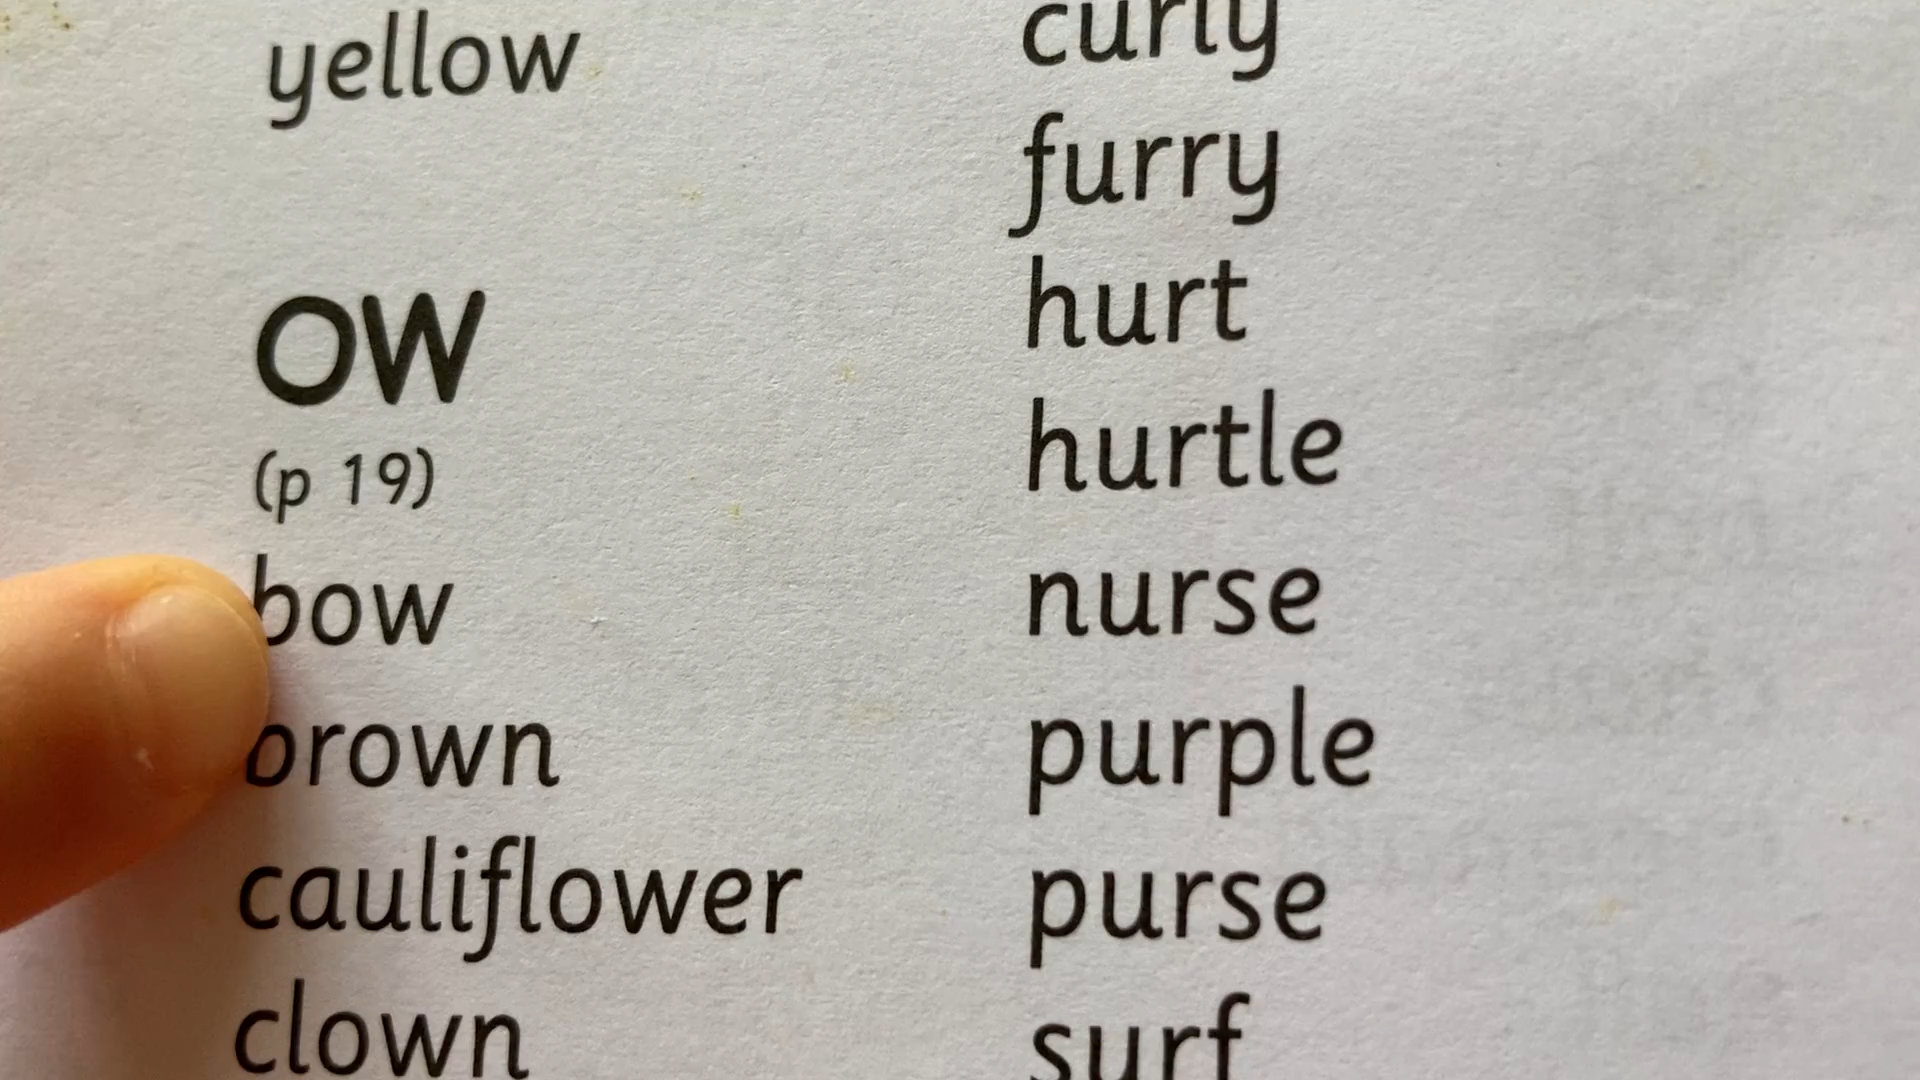 yellow
ow
(p 19)
bow
brown
cauliflower
clown
curly
furry
hurt
hurtle
nurse
purple
purse
surf